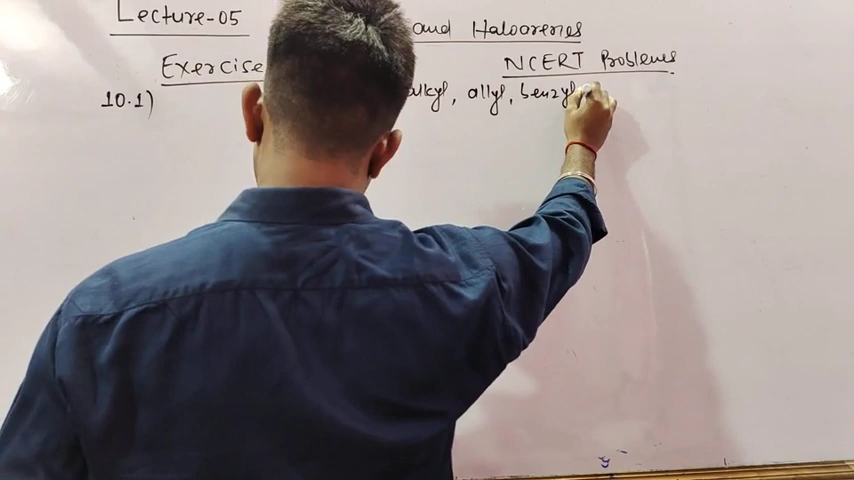 Lecture-05 and Haloarenes
Exercise NCERT Problems
10.1) alkyl, allyl, benzyl